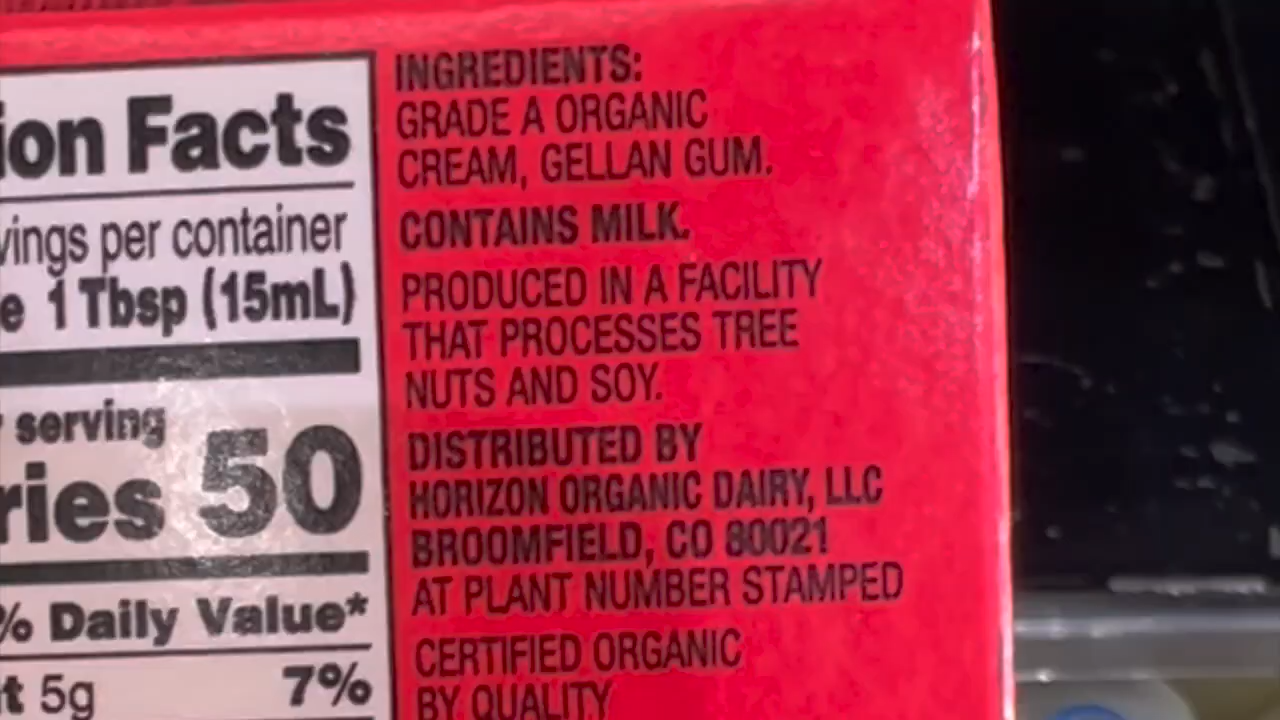 ion Facts
vings per container
e 1 Tbsp (15mL)
serving
ries 50
% Daily Value*
t 5g 7%
INGREDIENTS:
GRADE A ORGANIC
CREAM, GELLAN GUM.
CONTAINS MILK.
PRODUCED IN A FACILITY
THAT PROCESSES TREE
NUTS AND SOY.
DISTRIBUTED BY
HORIZON ORGANIC DAIRY, LLC
BROOMFIELD, CO 80021
AT PLANT NUMBER STAMPED
CERTIFIED ORGANIC
BY QUALITY